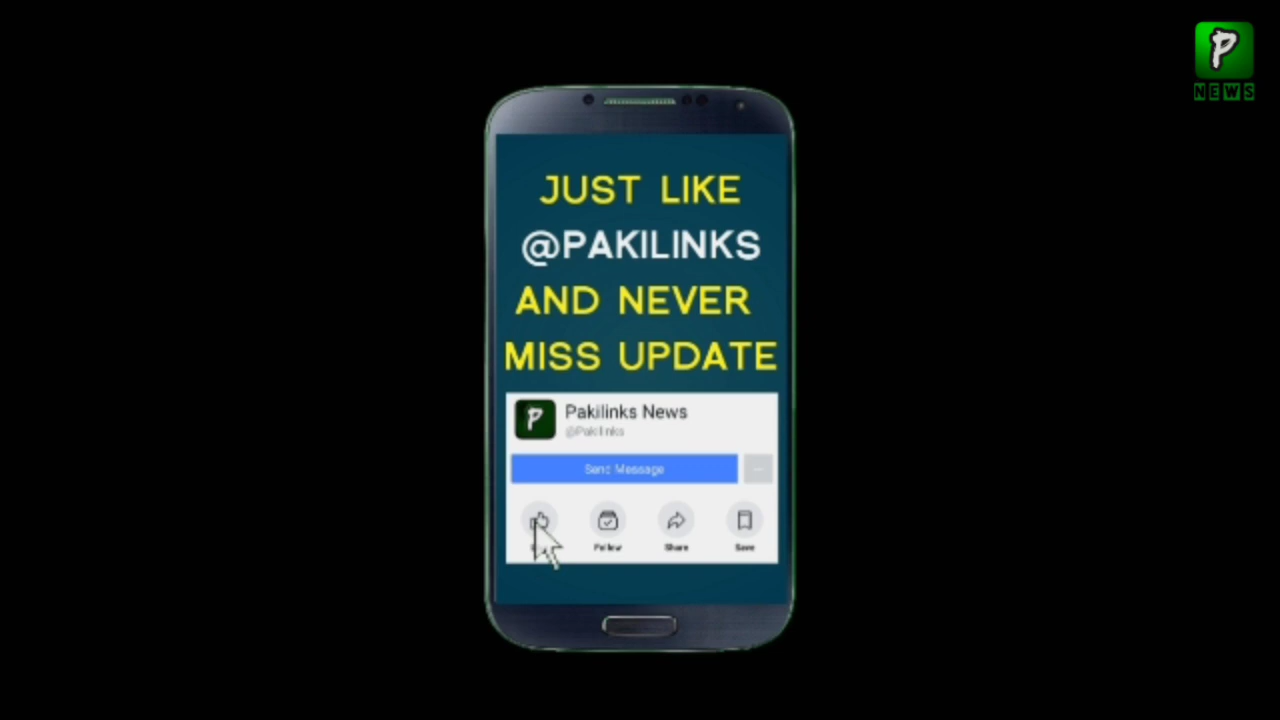 P
NEWS
JUST LIKE
@PAKILINKS
AND NEVER
MISS UPDATE
P
Pakilinks News
@Pakilinks
Send Message
Follow Share Save